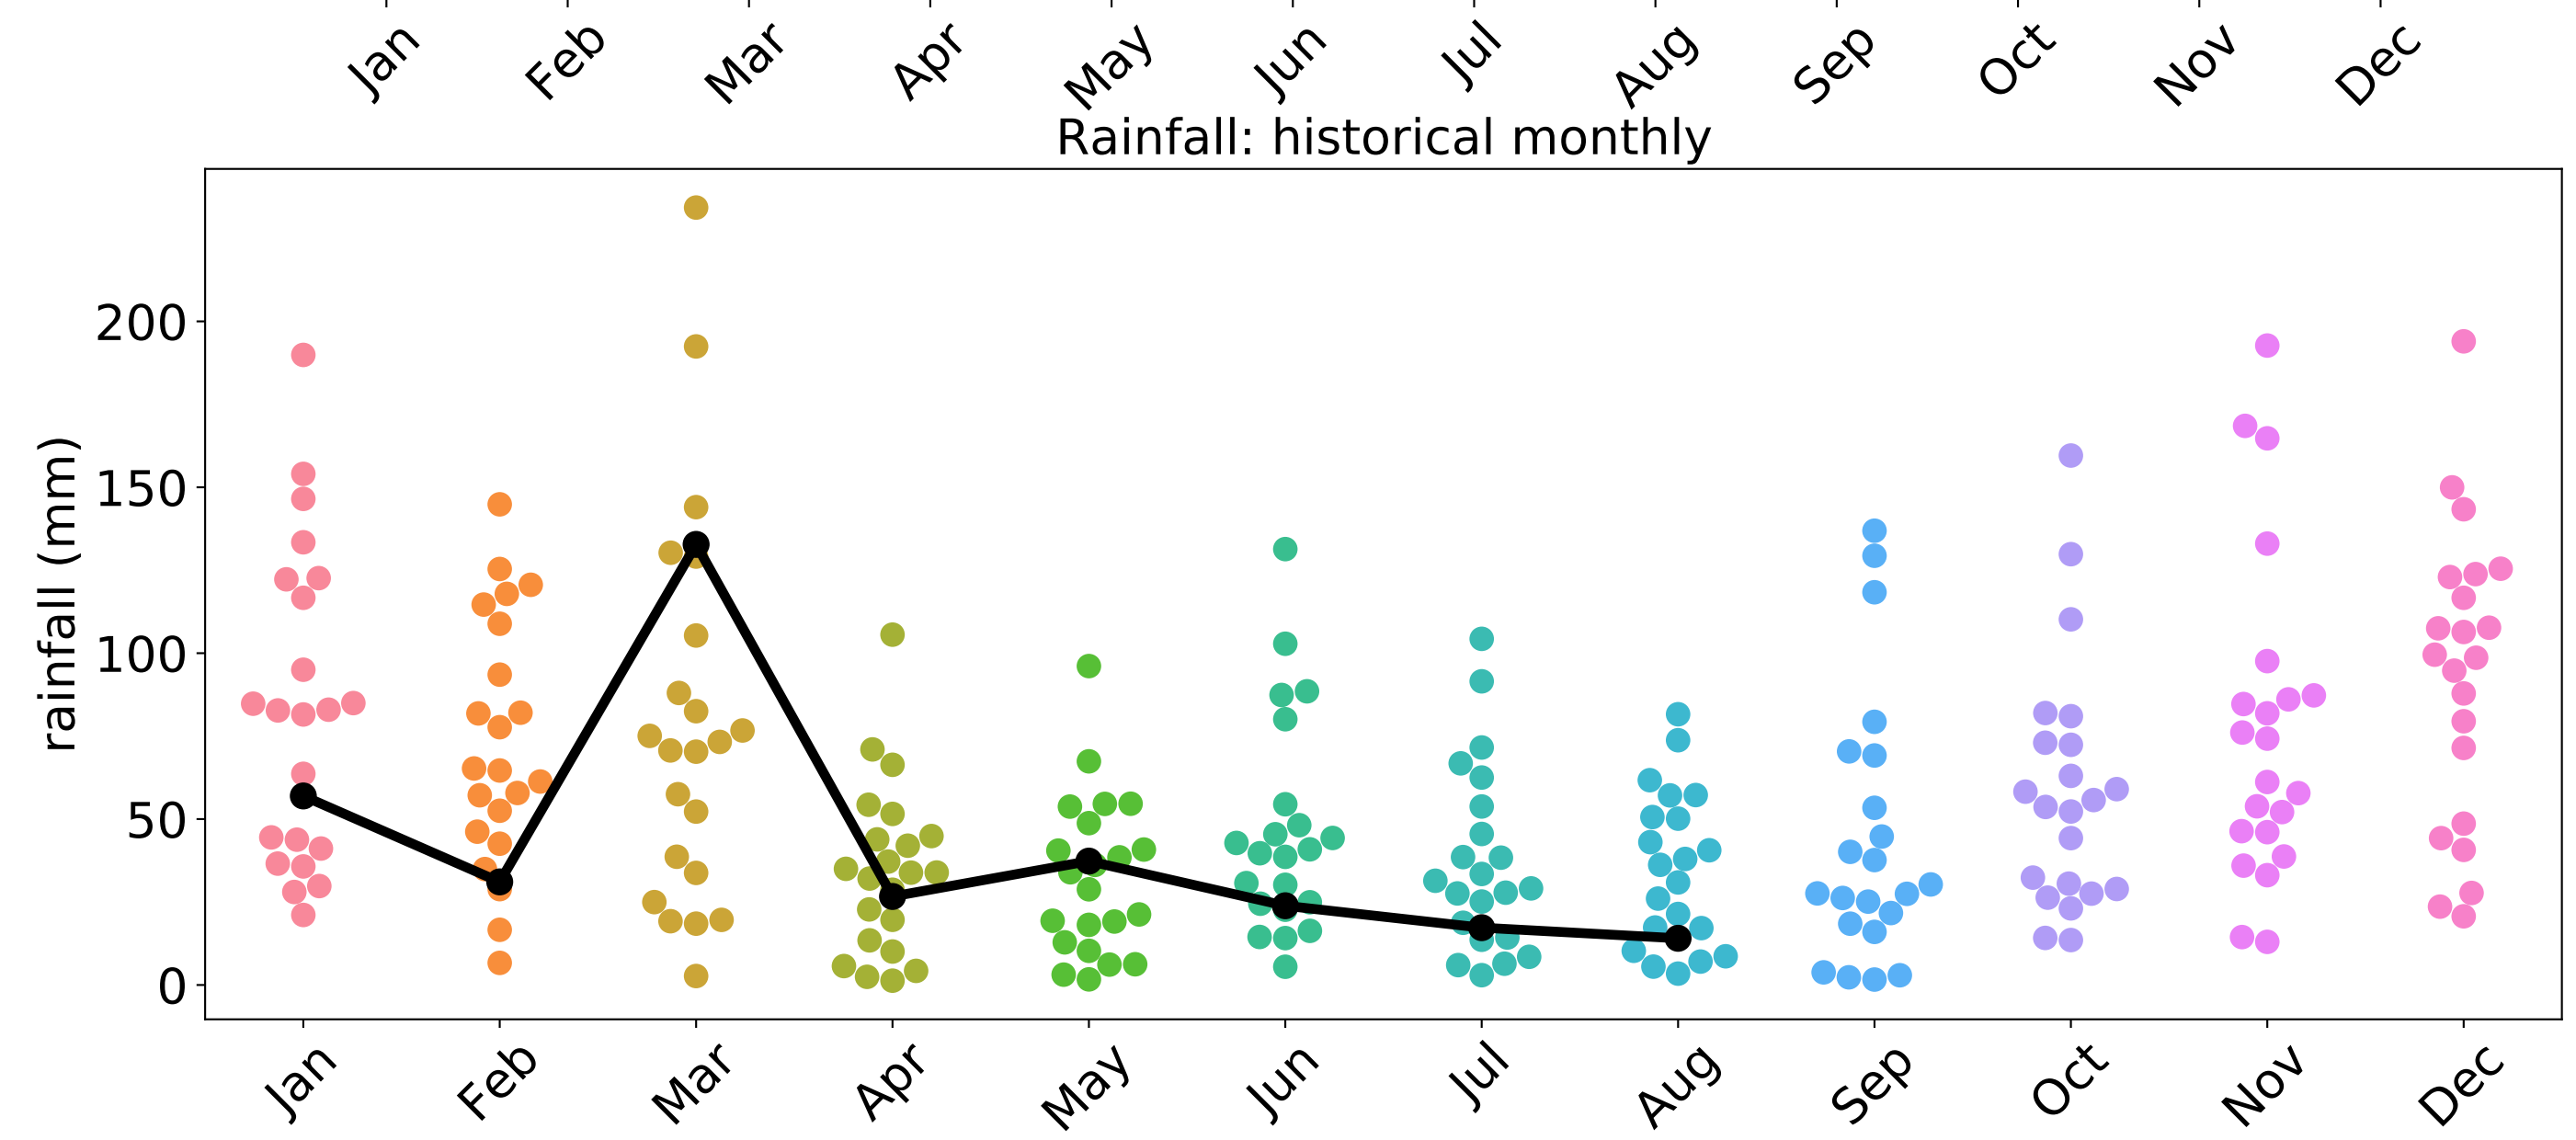 Jan Feb Mar Apr May Jun Jul Aug Sep Oct Nov Dec
Rainfall: historical monthly
rainfall (mm)
200
150
100
50
0
Jan Feb Mar Apr May Jun Jul Aug Sep Oct Nov Dec